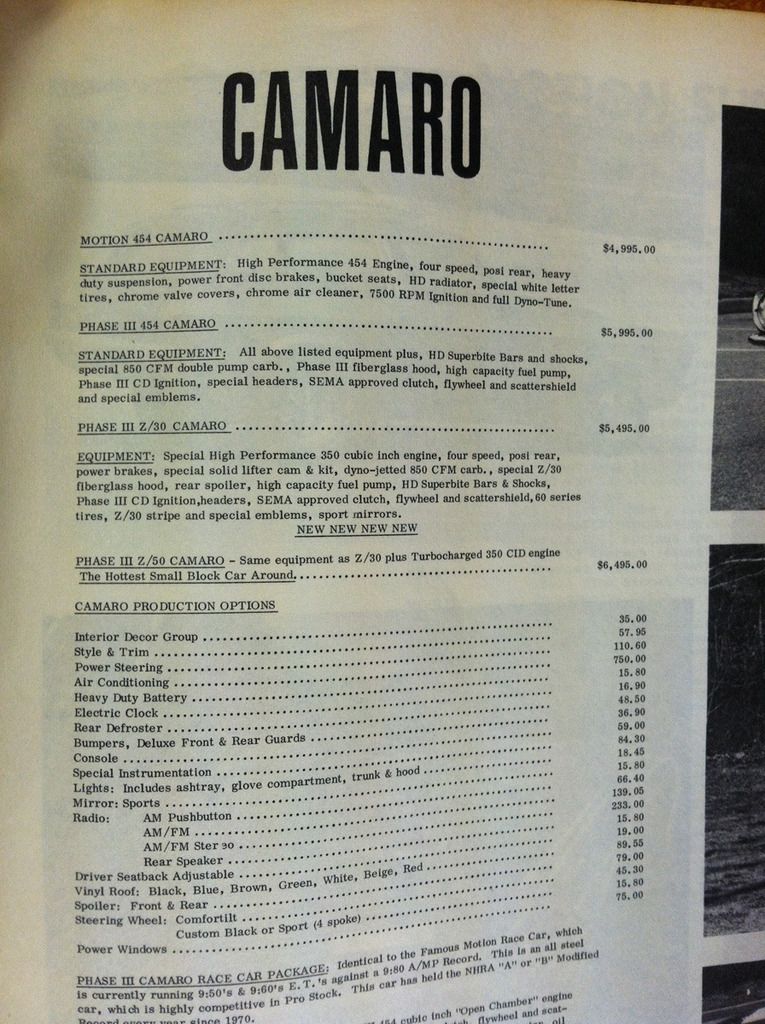 CAMARO
MOTION 454 CAMARO ........ $4,995.00
STANDARD EQUIPMENT: High Performance 454 Engine, four speed, posi rear, heavy
duty suspension, power front disc brakes, bucket seats, HD radiator, special white letter
tires, chrome valve covers, chrome air cleaner, 7500 RPM Ignition and full Dyno-Tune.
PHASE III 454 CAMARO ........ $5,995.00
STANDARD EQUIPMENT: All above listed equipment plus, HD Superbite Bars and shocks,
special 850 CFM double pump carb., Phase III fiberglass hood, high capacity fuel pump,
Phase III CD Ignition, special headers, SEMA approved clutch, flywheel and scattershield
and special emblems.
PHASE III Z/30 CAMARO ........ $5,495.00
EQUIPMENT: Special High Performance 350 cubic inch engine, four speed, posi rear,
power brakes, special solid lifter cam & kit, dyno-jetted 850 CFM carb., special Z/30
fiberglass hood, rear spoiler, high capacity fuel pump, HD Superbite Bars & Shocks,
Phase III CD Ignition,headers, SEMA approved clutch, flywheel and scattershield, 60 series
tires, Z/30 stripe and special emblems, sport mirrors.
NEW NEW NEW NEW
PHASE III Z/50 CAMARO - Same equipment as Z/30 plus Turbocharged 350 CID engine
The Hottest Small Block Car Around........ $6,495.00
CAMARO PRODUCTION OPTIONS
Interior Decor Group ........ 35.00
Style & Trim ........ 57.95
Power Steering ........ 110.60
Air Conditioning ........ 750.00
Heavy Duty Battery ........ 15.80
Electric Clock ........ 16.90
Rear Defroster ........ 48.50
Bumpers, Deluxe Front & Rear Guards ........ 36.90
Console ........ 59.00
Special Instrumentation ........ 84.30
Lights: Includes ashtray, glove compartment, trunk & hood ........ 18.45
Mirror: Sports ........ 15.80
Radio: AM Pushbutton ........ 66.40
AM/FM ........ 139.05
AM/FM Stereo ........ 233.00
Rear Speaker ........ 15.80
Driver Seatback Adjustable ........ 19.00
Vinyl Roof: Black, Blue, Brown, Green, White, Beige, Red ........ 89.55
Spoiler: Front & Rear ........ 79.00
Steering Wheel: Comfortilt ........ 45.30
Custom Black or Sport (4 spoke) ........ 15.80
Power Windows ........ 75.00
PHASE III CAMARO RACE CAR PACKAGE: Identical to the Famous Motion Race Car, which
is currently running 9:50's & 9:60's E.T.'s against a 9:80 A/MP Record. This is an all steel
car, which is highly competitive in Pro Stock. This car has held the NHRA "A" or "B" Modified
Record every year since 1970.
454 cubic inch "Open Chamber" engine
flywheel and scat-
oil